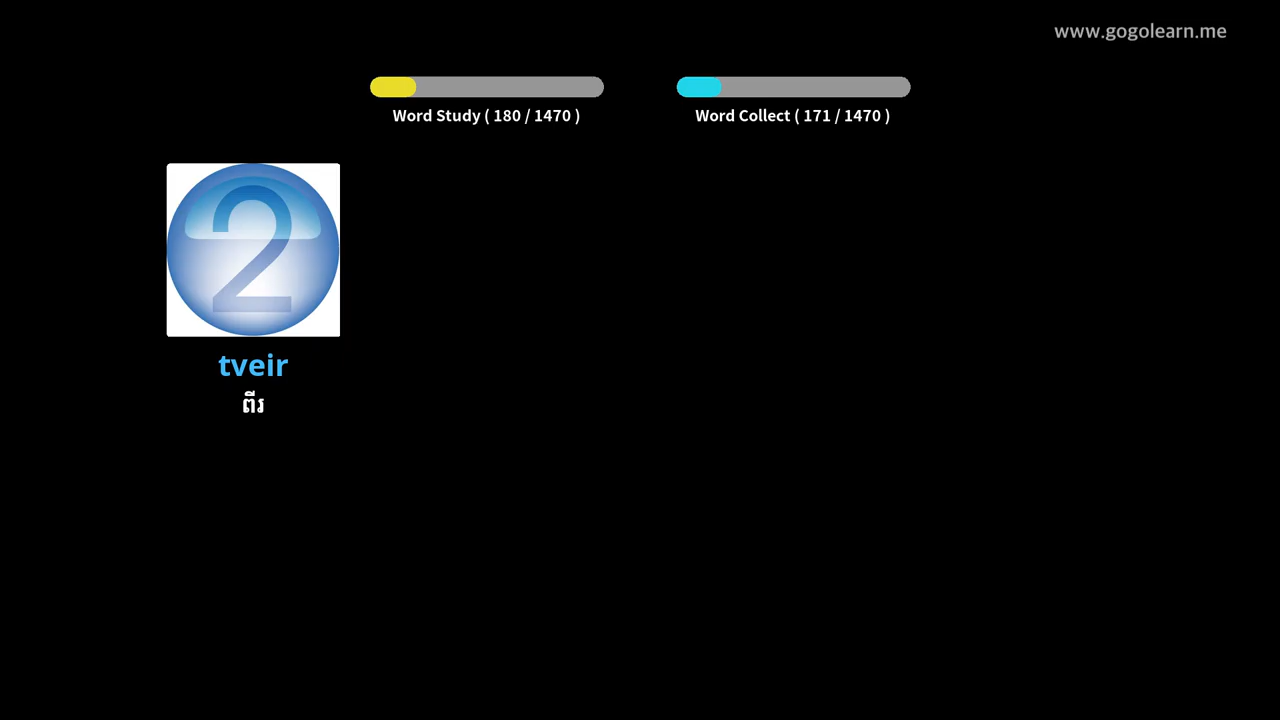 www.gogolearn.me
Word Study ( 180 / 1470 )
Word Collect ( 171 / 1470 )
2
tveir
ពីរ